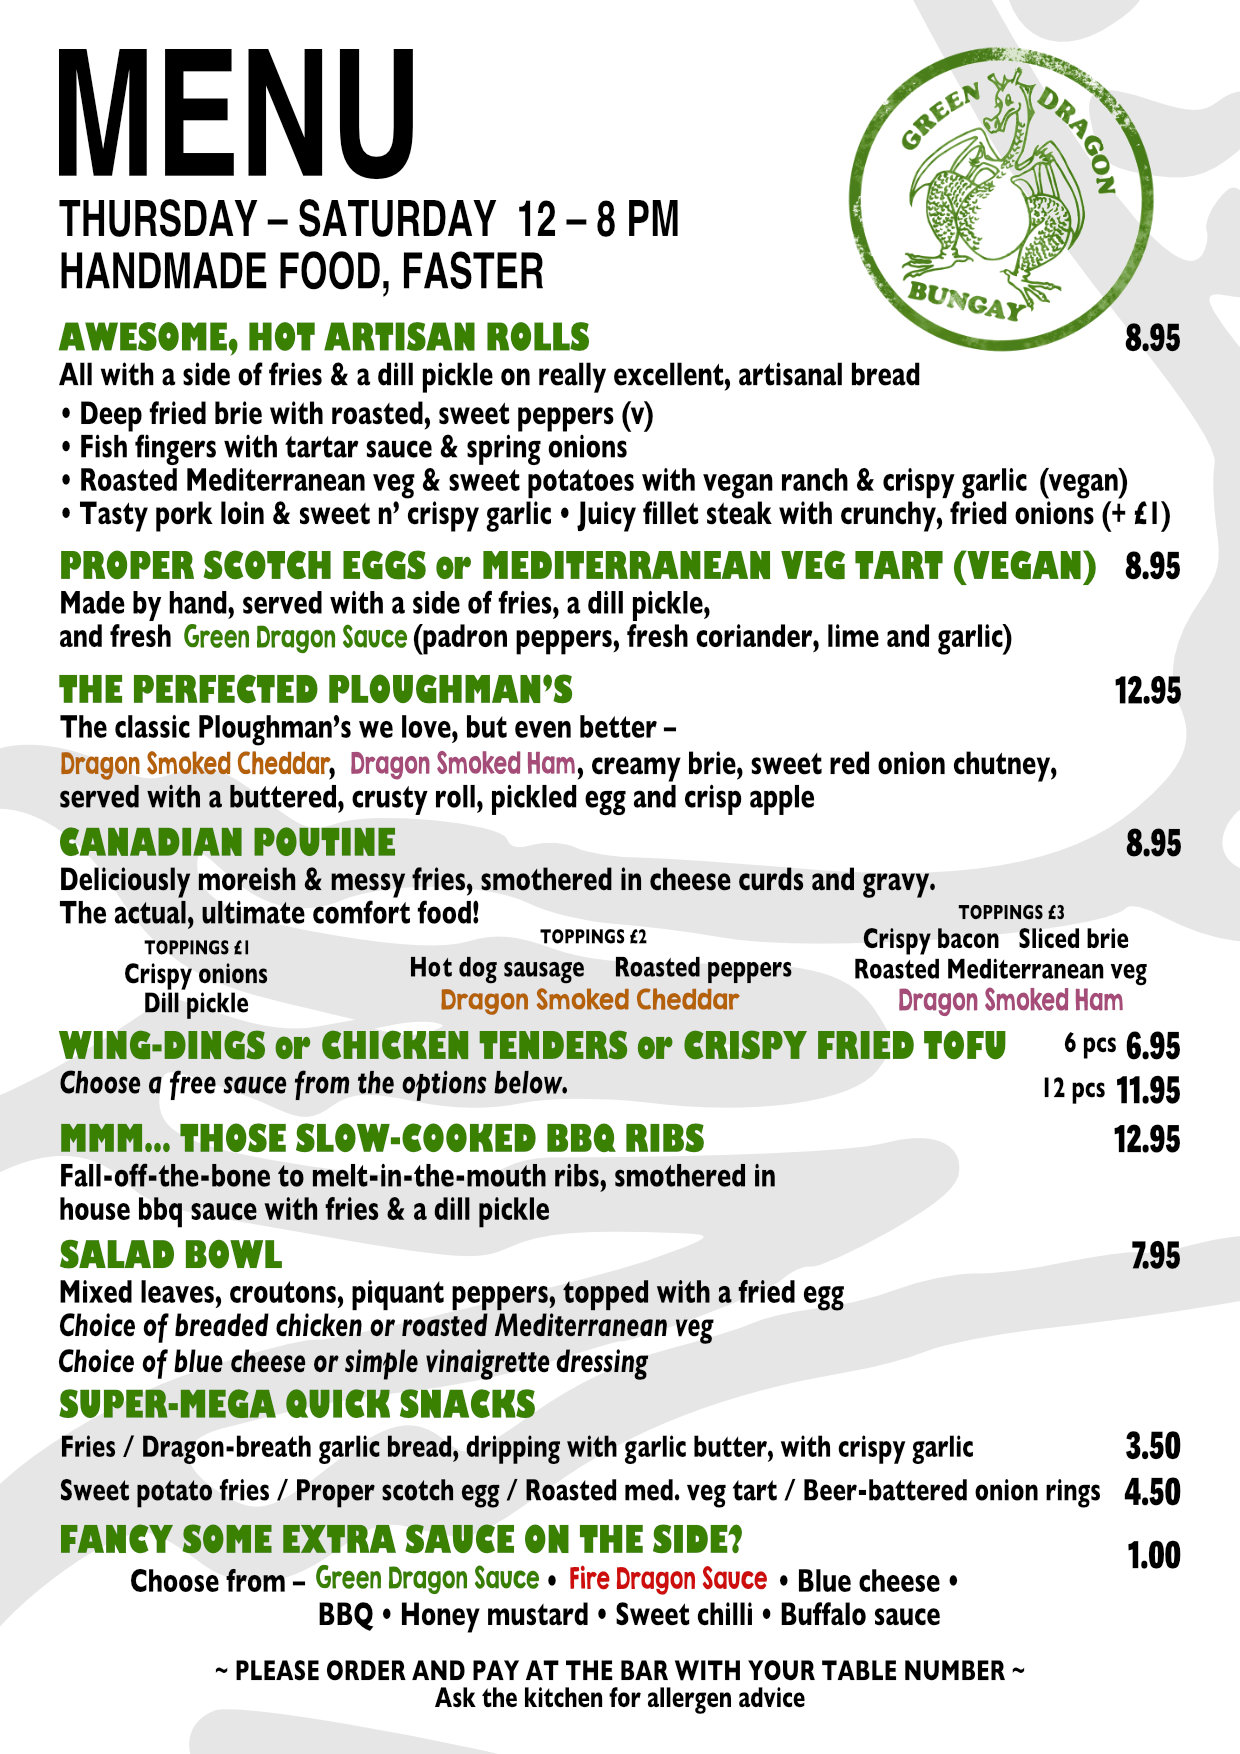 MENU
GREEN DRAGON
BUNGAY
THURSDAY – SATURDAY 12 – 8 PM
HANDMADE FOOD, FASTER
AWESOME, HOT ARTISAN ROLLS 8.95
All with a side of fries & a dill pickle on really excellent, artisanal bread
• Deep fried brie with roasted, sweet peppers (v)
• Fish fingers with tartar sauce & spring onions
• Roasted Mediterranean veg & sweet potatoes with vegan ranch & crispy garlic (vegan)
• Tasty pork loin & sweet n’ crispy garlic • Juicy fillet steak with crunchy, fried onions (+ £1)
PROPER SCOTCH EGGS or MEDITERRANEAN VEG TART (VEGAN) 8.95
Made by hand, served with a side of fries, a dill pickle,
and fresh Green Dragon Sauce (padron peppers, fresh coriander, lime and garlic)
THE PERFECTED PLOUGHMAN’S 12.95
The classic Ploughman’s we love, but even better –
Dragon Smoked Cheddar, Dragon Smoked Ham, creamy brie, sweet red onion chutney,
served with a buttered, crusty roll, pickled egg and crisp apple
CANADIAN POUTINE 8.95
Deliciously moreish & messy fries, smothered in cheese curds and gravy.
The actual, ultimate comfort food!
TOPPINGS £1
Crispy onions
Dill pickle
TOPPINGS £2
Hot dog sausage Roasted peppers
Dragon Smoked Cheddar
TOPPINGS £3
Crispy bacon Sliced brie
Roasted Mediterranean veg
Dragon Smoked Ham
WING-DINGS or CHICKEN TENDERS or CRISPY FRIED TOFU 6 pcs 6.95
Choose a free sauce from the options below. 12 pcs 11.95
MMM... THOSE SLOW-COOKED BBQ RIBS 12.95
Fall-off-the-bone to melt-in-the-mouth ribs, smothered in
house bbq sauce with fries & a dill pickle
SALAD BOWL 7.95
Mixed leaves, croutons, piquant peppers, topped with a fried egg
Choice of breaded chicken or roasted Mediterranean veg
Choice of blue cheese or simple vinaigrette dressing
SUPER-MEGA QUICK SNACKS
Fries / Dragon-breath garlic bread, dripping with garlic butter, with crispy garlic 3.50
Sweet potato fries / Proper scotch egg / Roasted med. veg tart / Beer-battered onion rings 4.50
FANCY SOME EXTRA SAUCE ON THE SIDE? 1.00
Choose from – Green Dragon Sauce • Fire Dragon Sauce • Blue cheese •
BBQ • Honey mustard • Sweet chilli • Buffalo sauce
~ PLEASE ORDER AND PAY AT THE BAR WITH YOUR TABLE NUMBER ~
Ask the kitchen for allergen advice